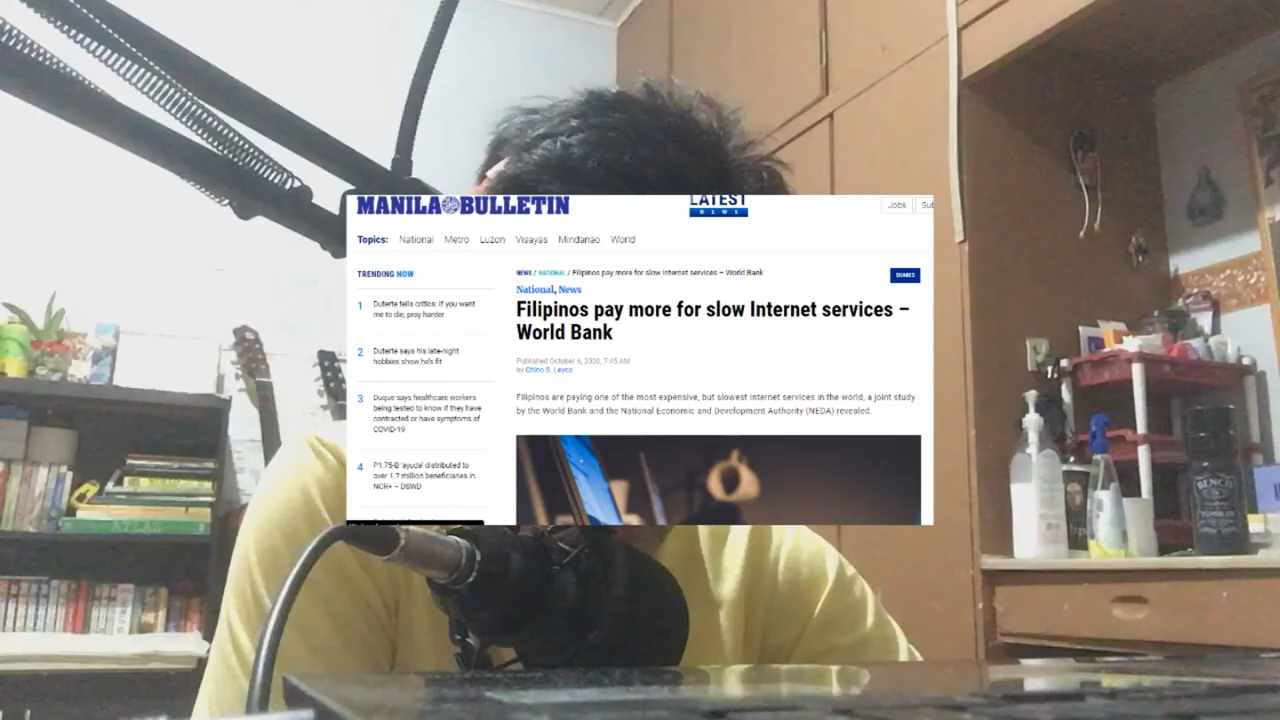 MANILA BULLETIN
LATEST
NEWS
Jobs
Sub
Topics: National Metro Luzon Visayas Mindanao World
TRENDING NOW
1 Duterte tells critics: If you want
me to die, pray harder
2 Duterte says his late-night
hobbies show he's fit
3 Duque says healthcare workers
being tested to know if they have
contracted or have symptoms of
COVID-19
4 P1.75-B 'ayuda' distributed to
over 1.7 million beneficiaries in
NCR+ – DSWD
NEWS / NATIONAL / Filipinos pay more for slow Internet services – World Bank
SHARES
National, News
Filipinos pay more for slow Internet services –
World Bank
Published October 6, 2020, 7:45 AM
by Chino S. Leyco
Filipinos are paying one of the most expensive, but slowest internet services in the world, a joint study
by the World Bank and the National Economic and Development Authority (NEDA) revealed.
ATLAS
BENCH